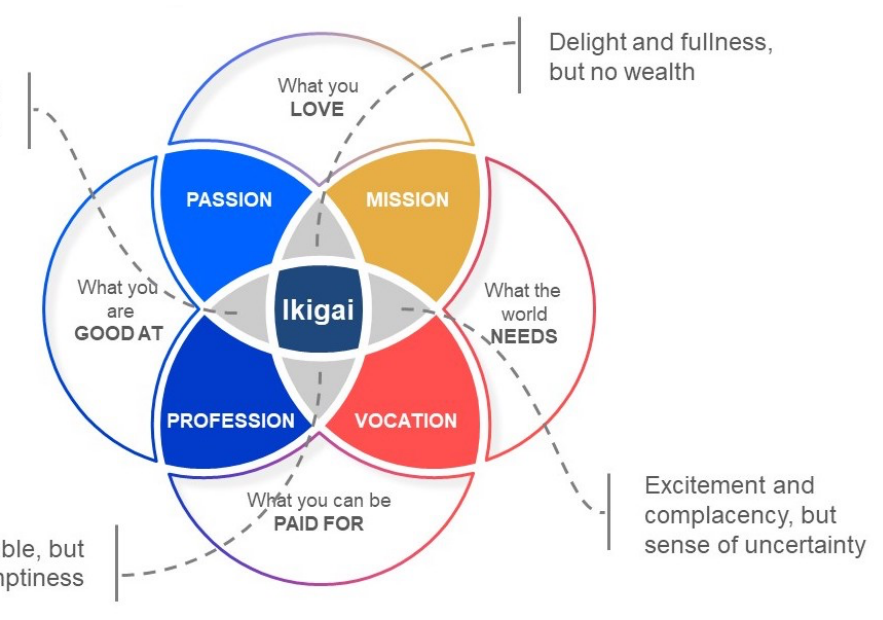 Delight and fullness,
but no wealth
What you
LOVE
PASSION
MISSION
What you
are
GOOD AT
Ikigai
What the
world
NEEDS
PROFESSION
VOCATION
What you can be
PAID FOR
Excitement and
complacency, but
sense of uncertainty
but